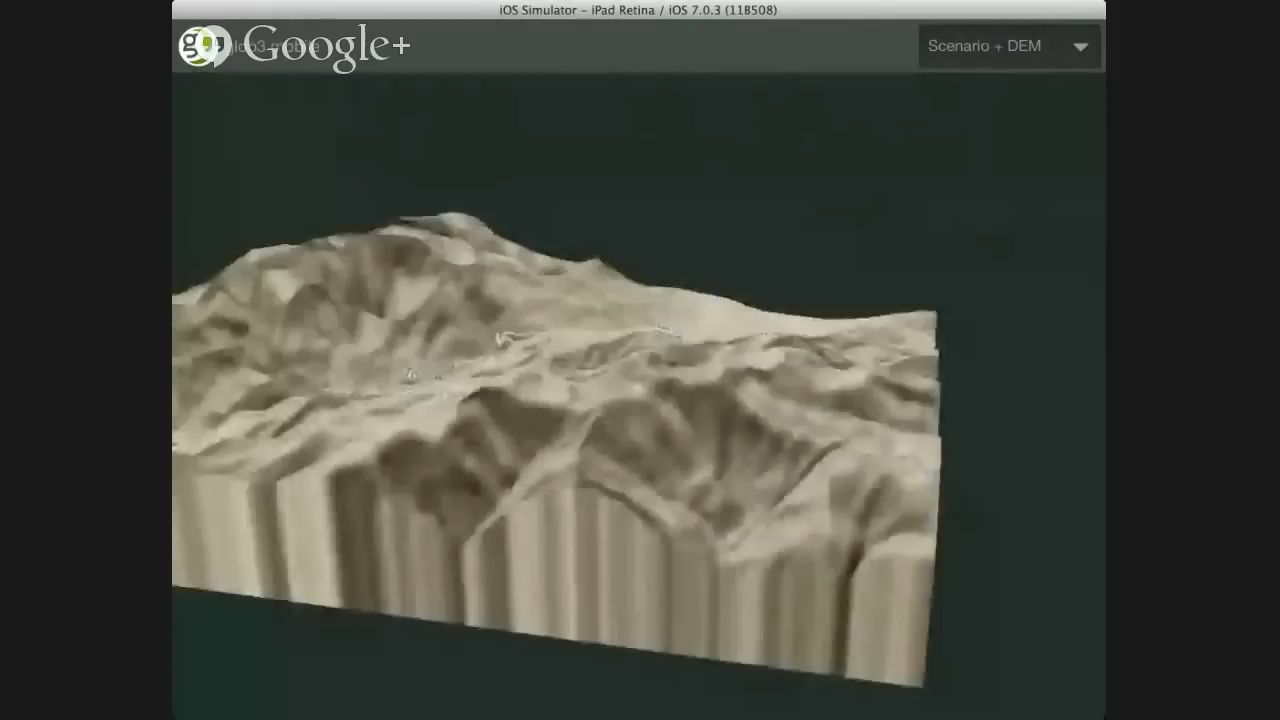 iOS Simulator – iPad Retina / iOS 7.0.3 (11B508)
Google+
Scenario + DEM